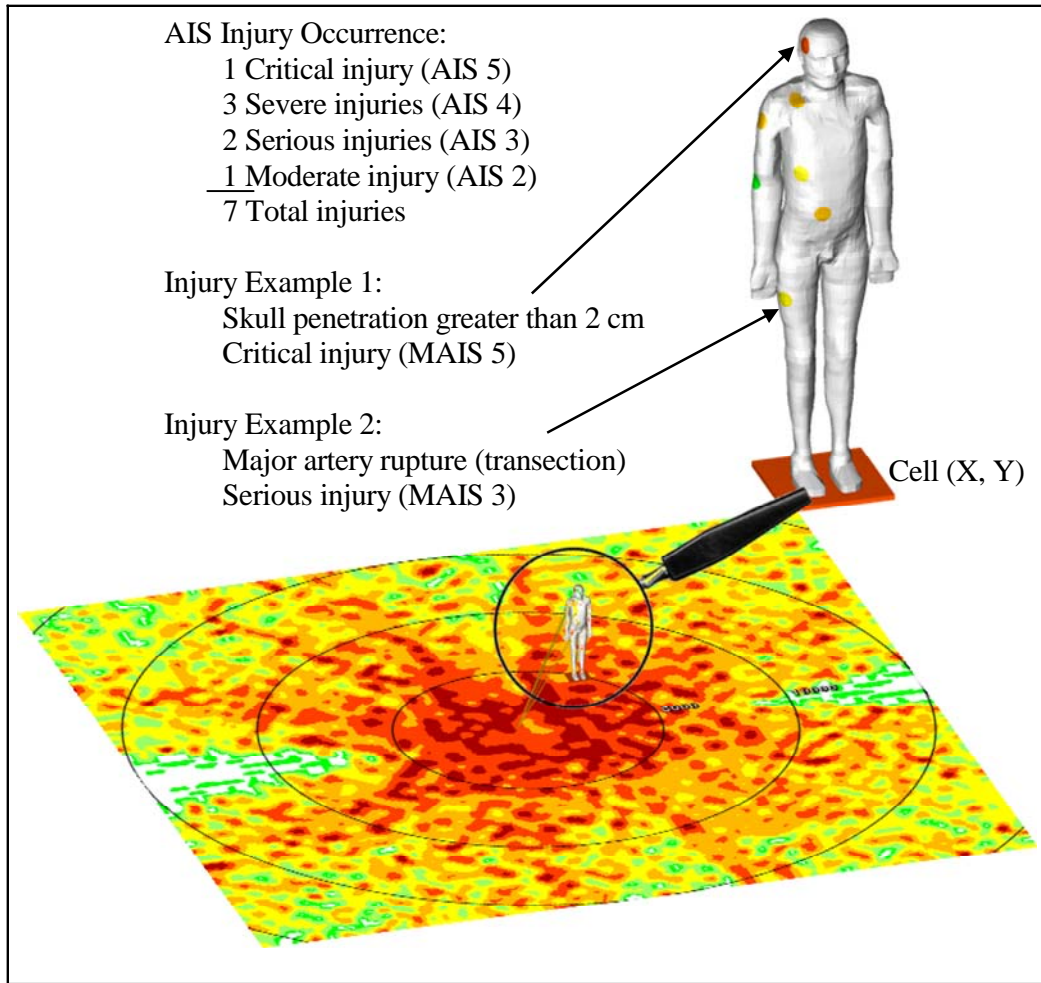 AIS Injury Occurrence:
1 Critical injury (AIS 5)
3 Severe injuries (AIS 4)
2 Serious injuries (AIS 3)
1 Moderate injury (AIS 2)
7 Total injuries
Injury Example 1:
Skull penetration greater than 2 cm
Critical injury (MAIS 5)
Injury Example 2:
Major artery rupture (transection)
Serious injury (MAIS 3)
Cell (X, Y)